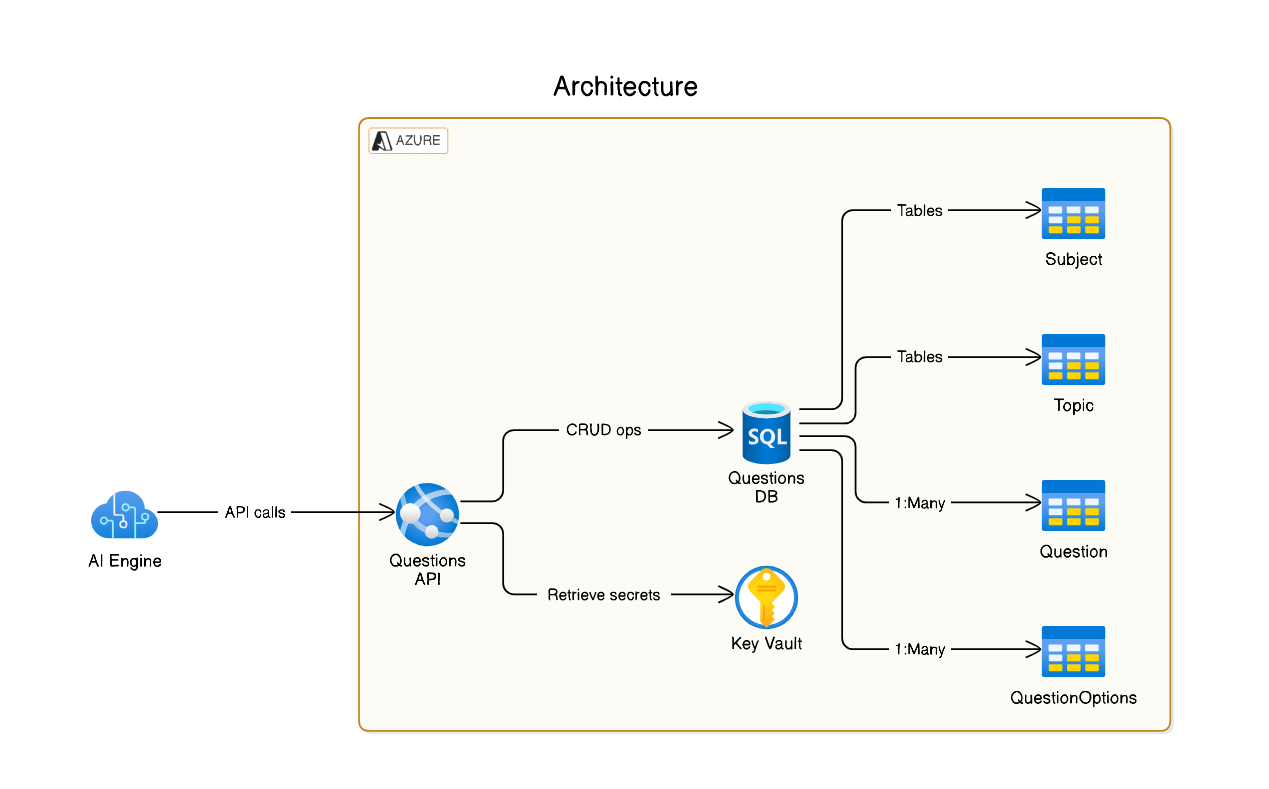 Architecture
AZURE
Tables
Subject
Tables
Topic
CRUD ops
SQL
Questions
DB
1:Many
Question
API calls
AI Engine
Questions
API
Retrieve secrets
Key Vault
1:Many
QuestionOptions